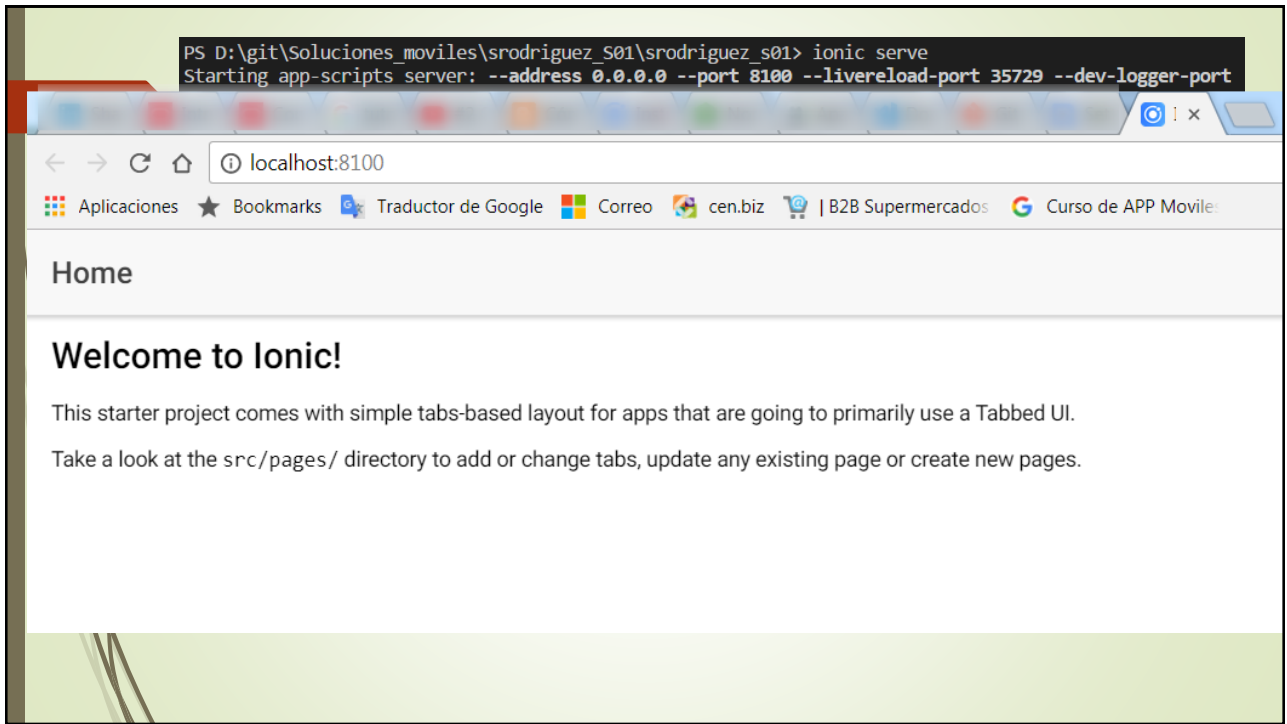 PS D:\git\Soluciones_moviles\srodriguez_S01\srodriguez_s01> ionic serve
Starting app-scripts server: --address 0.0.0.0 --port 8100 --livereload-port 35729 --dev-logger-port
localhost:8100
Aplicaciones Bookmarks Traductor de Google Correo cen.biz | B2B Supermercados Curso de APP Moviles
Home
Welcome to Ionic!
This starter project comes with simple tabs-based layout for apps that are going to primarily use a Tabbed UI.
Take a look at the src/pages/ directory to add or change tabs, update any existing page or create new pages.